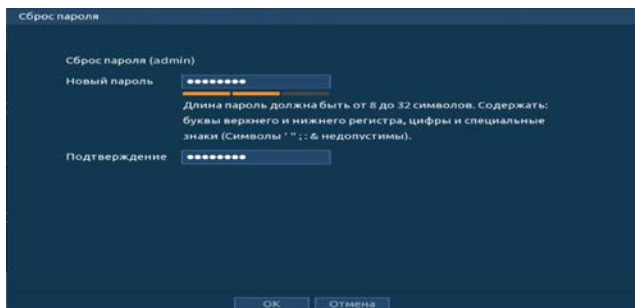 Сброс пароля
Сброс пароля (admin)
Новый пароль ••••••••
Длина пароль должна быть от 8 до 32 символов. Содержать:
буквы верхнего и нижнего регистра, цифры и специальные
знаки (Символы ' " ; : & недопустимы).
Подтверждение ••••••••
OK Отмена